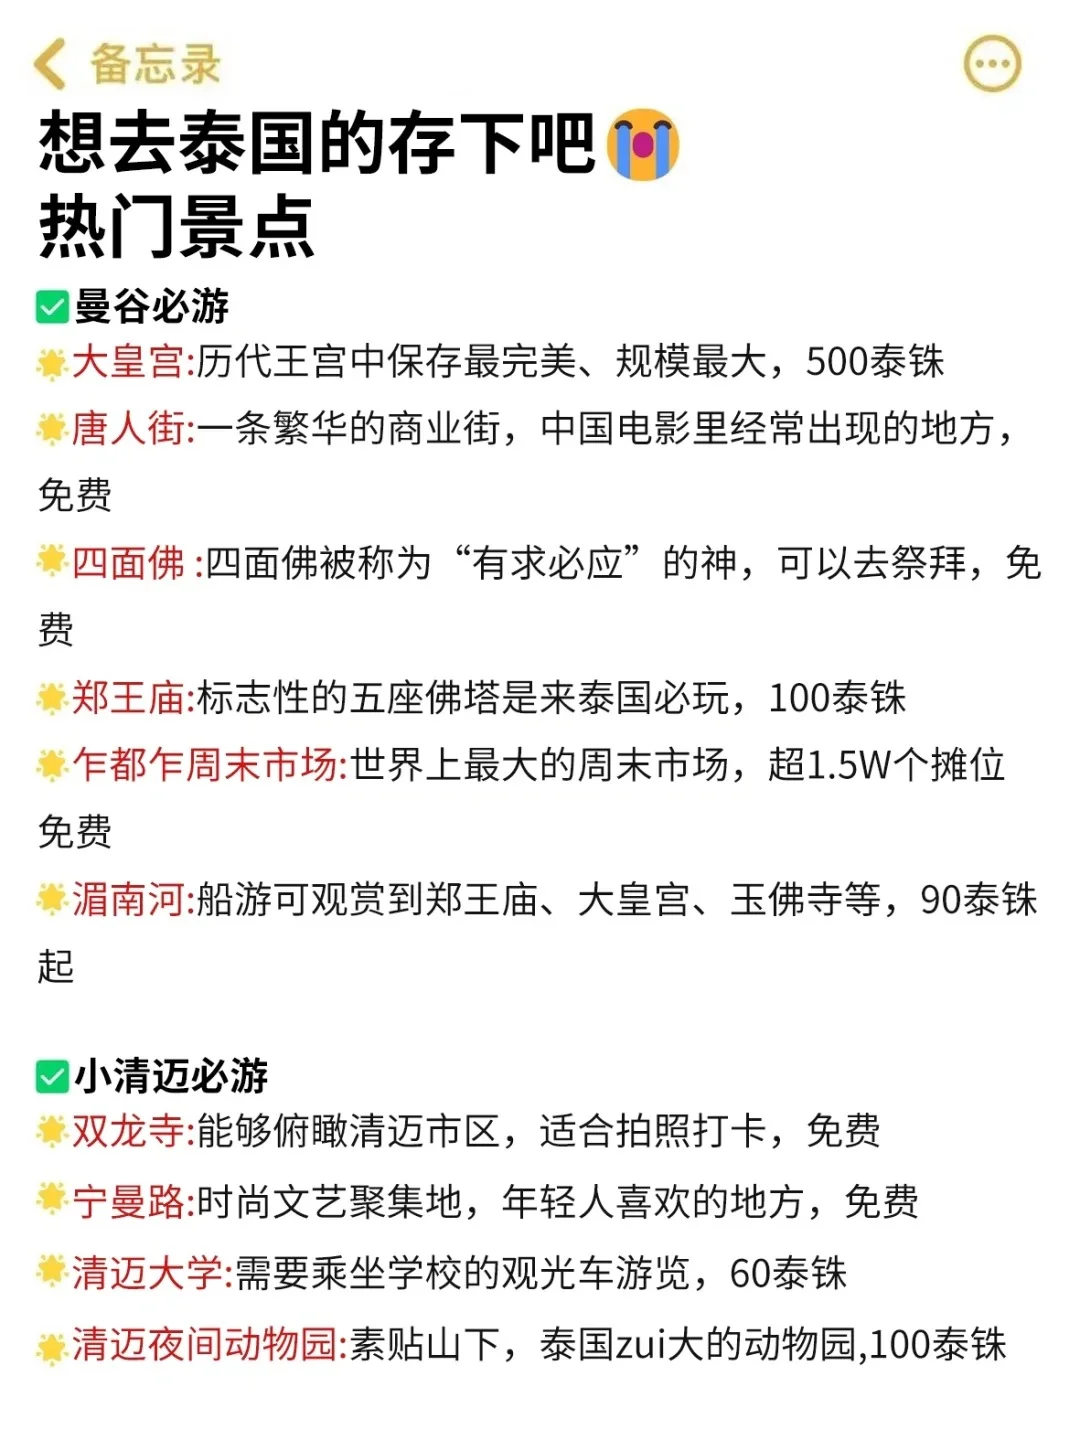 备忘录
想去泰国的存下吧😭
热门景点
✅曼谷必游
🌟大皇宫:历代王宫中保存最完美、规模最大，500泰铢
🌟唐人街:一条繁华的商业街，中国电影里经常出现的地方，
免费
🌟四面佛 :四面佛被称为“有求必应”的神，可以去祭拜，免
费
🌟郑王庙:标志性的五座佛塔是来泰国必玩，100泰铢
🌟乍都乍周末市场:世界上最大的周末市场，超1.5W个摊位
免费
🌟湄南河:船游可观赏到郑王庙、大皇宫、玉佛寺等，90泰铢
起
✅小清迈必游
🌟双龙寺:能够俯瞰清迈市区，适合拍照打卡，免费
🌟宁曼路:时尚文艺聚集地，年轻人喜欢的地方，免费
🌟清迈大学:需要乘坐学校的观光车游览，60泰铢
🌟清迈夜间动物园:素贴山下，泰国zui大的动物园,100泰铢